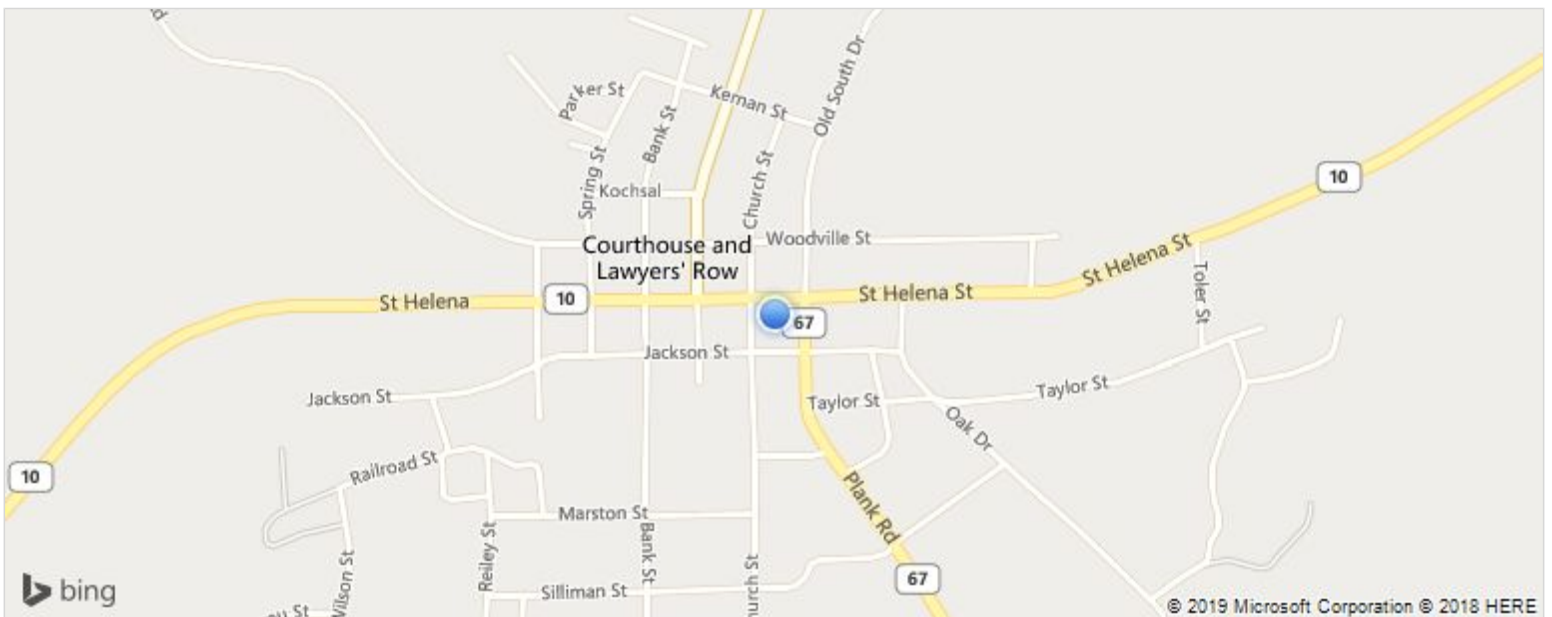 Rd
Parker St
Kernan St
Old South Dr
Bank St
Spring St
Church St
Kochsal
10
Courthouse and
Lawyers' Row
Woodville St
St Helena St
Toler St
St Helena
10
St Helena St
67
Jackson St
Jackson St
Taylor St
Taylor St
Oak Dr
Railroad St
10
Plank Rd
Marston St
Bank St
Reiley St
Wilson St
Church St
Silliman St
67
bing
© 2019 Microsoft Corporation © 2018 HERE